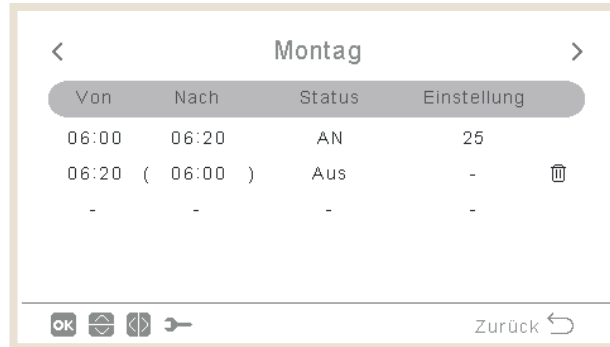 Montag
Von Nach Status Einstellung
06:00 06:20 AN 25
06:20 ( 06:00 ) Aus -
- - - -
OK Zurück